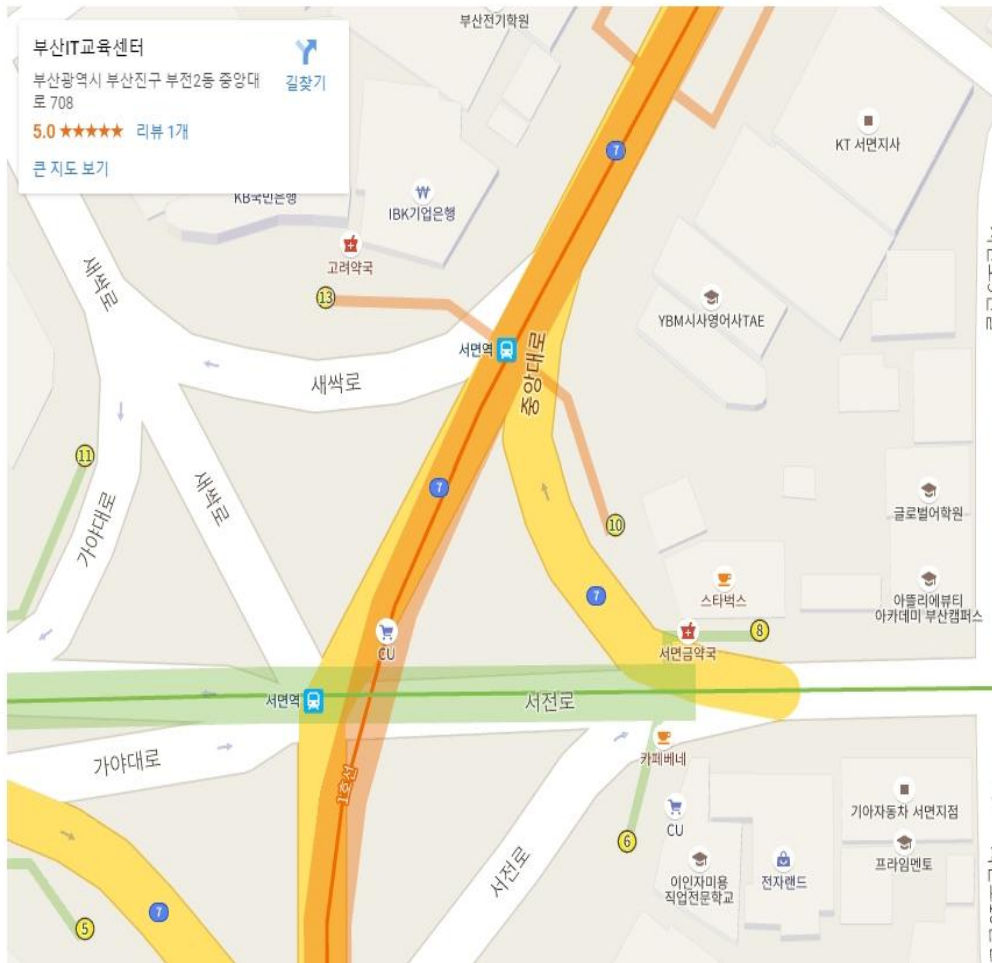 부산IT교육센터
부산광역시 부산진구 부전2동 중앙대
로 708
5.0 ★★★★★ 리뷰 1개
큰 지도 보기
길찾기
부산전기학원
7
KT 서면지사
KB국민은행
IBK기업은행
고려약국
새싹로
13
YBM시사영어사TAE
서면역
중앙대로
새싹로
11
7
새싹로
글로벌어학원
가야대로
10
스타벅스
7
아뜰리에뷰티
아카데미 부산캠퍼스
CU
서면금약국
8
서면역
서전로
가야대로
카페베네
1호선
CU
기아자동차 서면지점
6
이인자미용
직업전문학교
전자랜드
프라임멘토
서전로
7
5